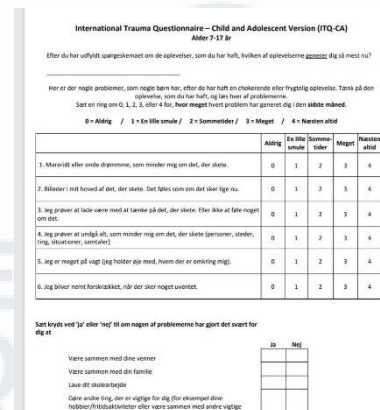 International Trauma Questionnaire – Child and Adolescent Version (ITQ-CA)
Alder 7-17 år
Efter du har udfyldt spørgeskemaet om de oplevelser, som du har haft, hvilken af oplevelserne generer dig så mest nu?
Her er der nogle problemer, som nogle børn har, efter de har haft en chokerende eller frygtelig oplevelse. Tænk på den
oplevelse, som du har haft, og læs hver af problemerne.
Sæt en ring om 0, 1, 2, 3, eller 4 for, hvor meget hvert problem har generet dig i den sidste måned.
0 = Aldrig / 1 = En lille smule / 2 = Sommetider / 3 = Meget / 4 = Næsten altid
Aldrig En lille smule Somme-tider Meget Næsten altid
1. Mareridt eller onde drømme, som minder mig om det, der skete. 0 1 2 3 4
2. Billeder i mit hoved af det, der skete. Det føles som om det sker lige nu. 0 1 2 3 4
3. Jeg prøver at lade være med at tænke på det, der skete. Eller ikke at føle noget
om det. 0 1 2 3 4
4. Jeg prøver at undgå alt, som minder mig om det, der skete (personer, steder,
ting, situationer, samtaler) 0 1 2 3 4
5. Jeg er meget på vagt (jeg holder øje med, hvem der er omkring mig). 0 1 2 3 4
6. Jeg bliver nemt forskrækket, når der sker noget uventet. 0 1 2 3 4
Sæt kryds ved 'ja' eller 'nej' til om nogen af problemerne har gjort det svært for
dig at
Ja Nej
Være sammen med dine venner
Være sammen med din familie
Lave dit skolearbejde
Gøre andre ting, der er vigtige for dig (for eksempel dine
hobbier/fritidsaktiviteter eller være sammen med andre vigtige